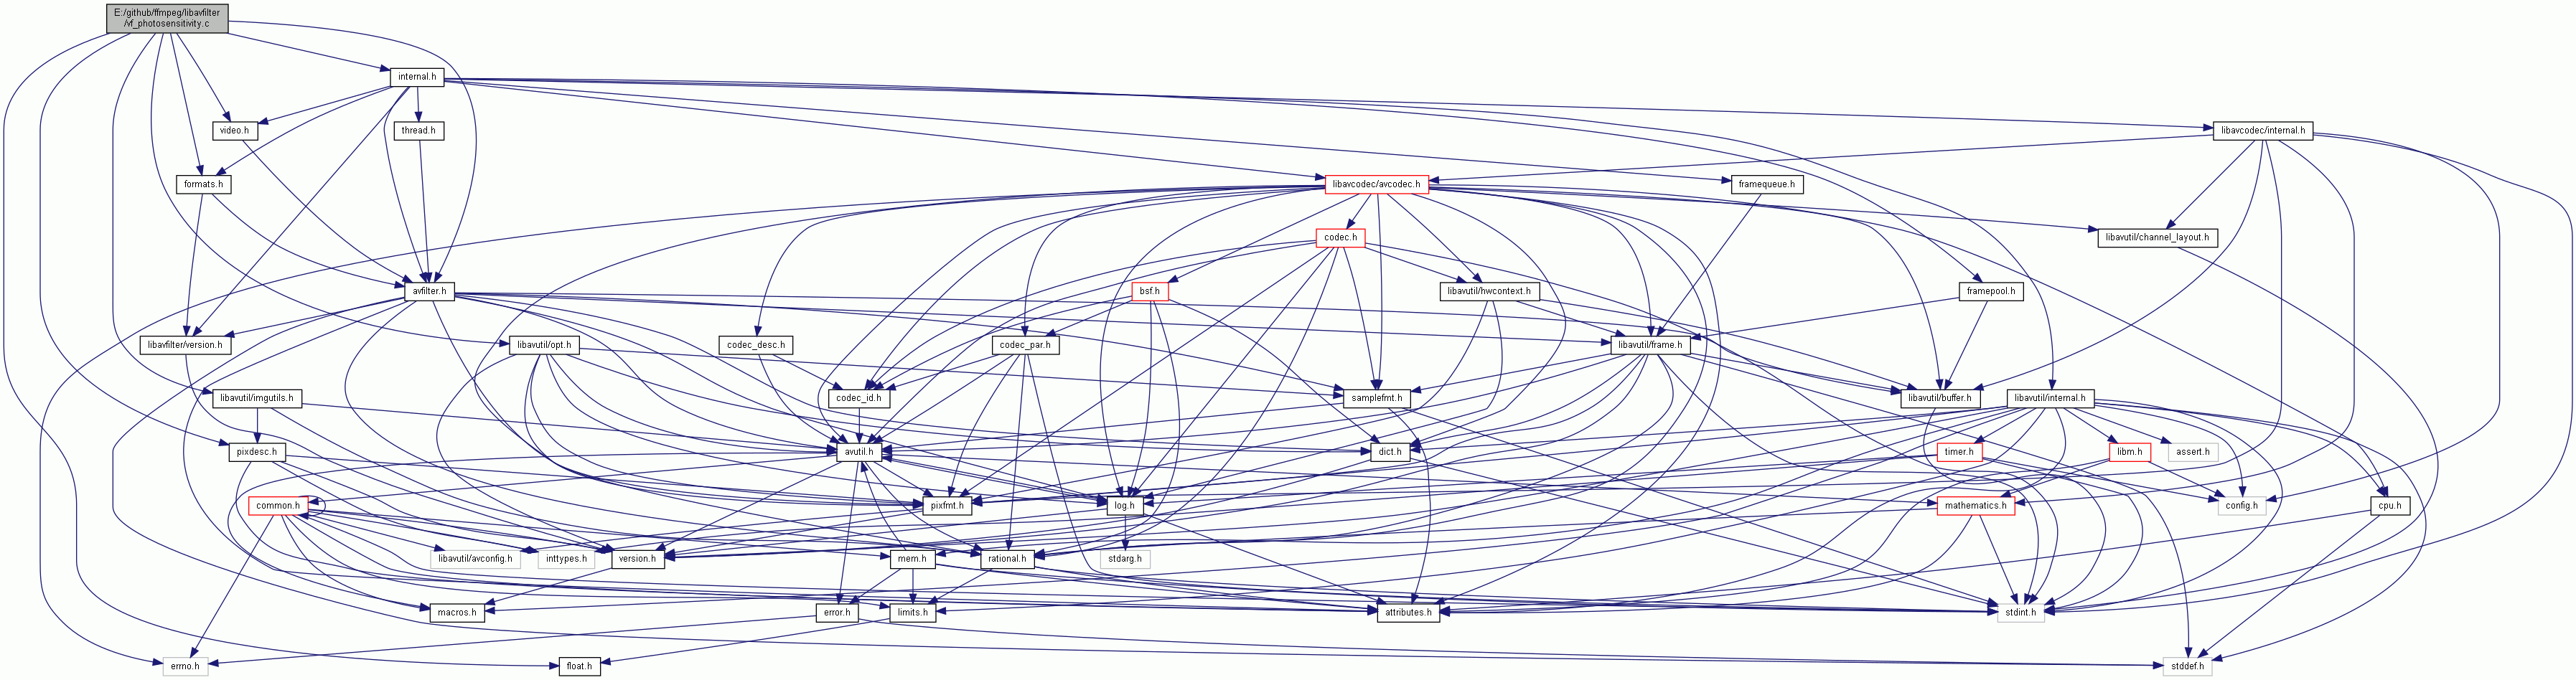 E:/github/ffmpeg/libavfilter
/vf_photosensitivity.c
internal.h
video.h
thread.h
libavcodec/internal.h
formats.h
libavcodec/avcodec.h
framequeue.h
codec.h
libavutil/channel_layout.h
avfilter.h
bsf.h
libavutil/hwcontext.h
framepool.h
libavfilter/version.h
libavutil/opt.h
codec_desc.h
codec_par.h
libavutil/frame.h
libavutil/imgutils.h
codec_id.h
samplefmt.h
libavutil/buffer.h
libavutil/internal.h
pixdesc.h
avutil.h
dict.h
timer.h
libm.h
assert.h
common.h
pixfmt.h
log.h
mathematics.h
config.h
cpu.h
libavutil/avconfig.h
inttypes.h
version.h
mem.h
rational.h
stdarg.h
macros.h
error.h
limits.h
attributes.h
stdint.h
errno.h
float.h
stddef.h